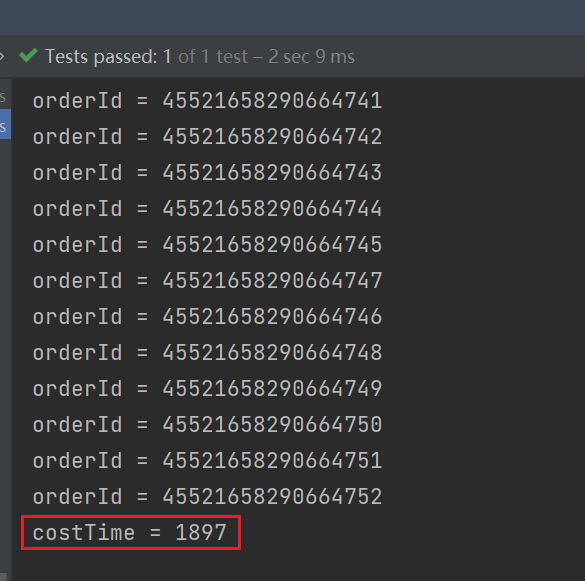 Tests passed: 1 of 1 test – 2 sec 9 ms
s
orderId = 45521658290664741
s
orderId = 45521658290664742
orderId = 45521658290664743
orderId = 45521658290664744
orderId = 45521658290664745
orderId = 45521658290664747
orderId = 45521658290664746
orderId = 45521658290664748
orderId = 45521658290664749
orderId = 45521658290664750
orderId = 45521658290664751
orderId = 45521658290664752
costTime = 1897